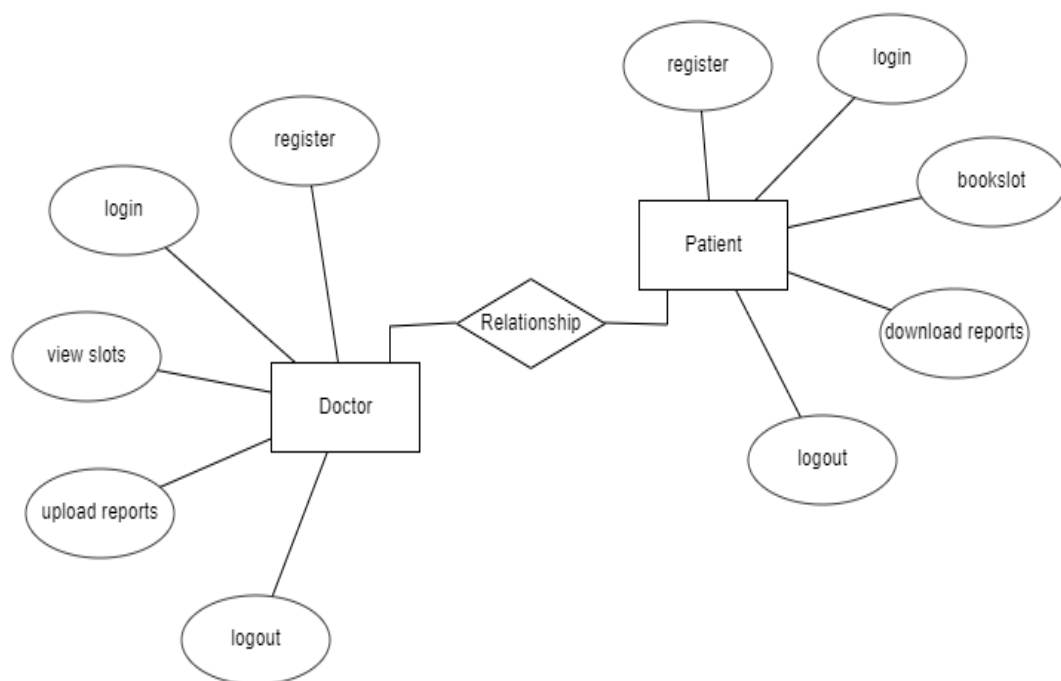 register
login
bookslot
download reports
logout
Patient
Relationship
register
login
view slots
upload reports
logout
Doctor